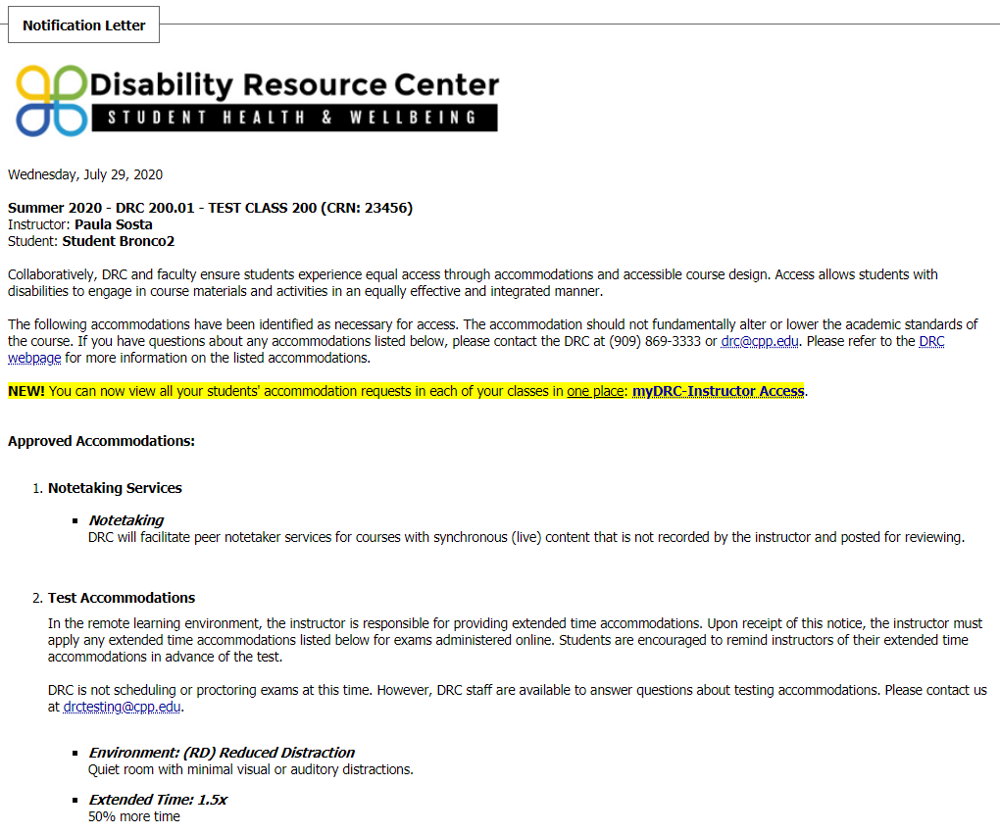 Notification Letter
Disability Resource Center
STUDENT HEALTH & WELLBEING
Wednesday, July 29, 2020
Summer 2020 - DRC 200.01 - TEST CLASS 200 (CRN: 23456)
Instructor: Paula Sosta
Student: Student Bronco2
Collaboratively, DRC and faculty ensure students experience equal access through accommodations and accessible course design. Access allows students with
disabilities to engage in course materials and activities in an equally effective and integrated manner.
The following accommodations have been identified as necessary for access. The accommodation should not fundamentally alter or lower the academic standards of
the course. If you have questions about any accommodations listed below, please contact the DRC at (909) 869-3333 or drc@cpp.edu. Please refer to the DRC
webpage for more information on the listed accommodations.
NEW! You can now view all your students' accommodation requests in each of your classes in one place: myDRC-Instructor Access.
Approved Accommodations:
1. Notetaking Services
▪ Notetaking
DRC will facilitate peer notetaker services for courses with synchronous (live) content that is not recorded by the instructor and posted for reviewing.
2. Test Accommodations
In the remote learning environment, the instructor is responsible for providing extended time accommodations. Upon receipt of this notice, the instructor must
apply any extended time accommodations listed below for exams administered online. Students are encouraged to remind instructors of their extended time
accommodations in advance of the test.
DRC is not scheduling or proctoring exams at this time. However, DRC staff are available to answer questions about testing accommodations. Please contact us
at drctesting@cpp.edu.
▪ Environment: (RD) Reduced Distraction
Quiet room with minimal visual or auditory distractions.
▪ Extended Time: 1.5x
50% more time